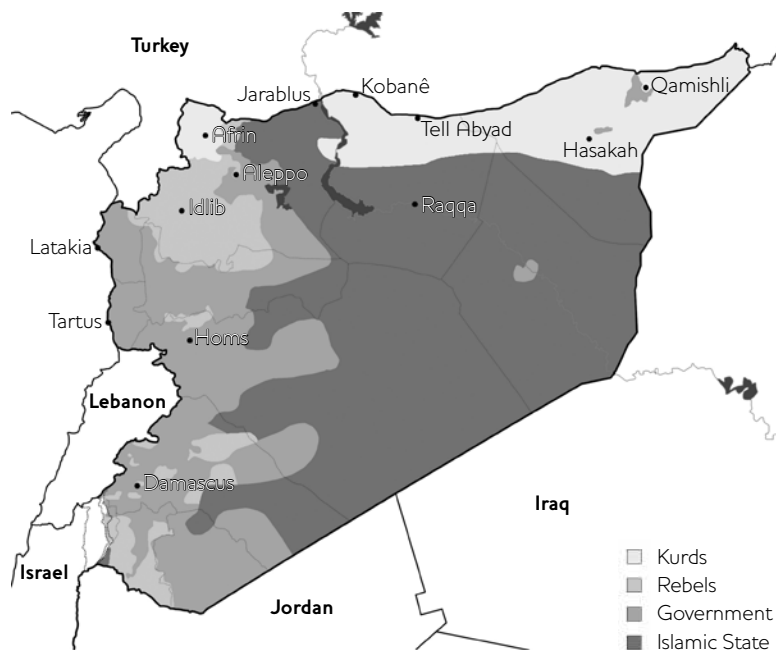 Turkey
Kobanê
Jarablus
Qamishli
Tell Abyad
Afrin
Hasakah
Aleppo
Raqqa
Idlib
Latakia
Tartus
Homs
Lebanon
Damascus
Iraq
Israel
Jordan
Kurds
Rebels
Government
Islamic State